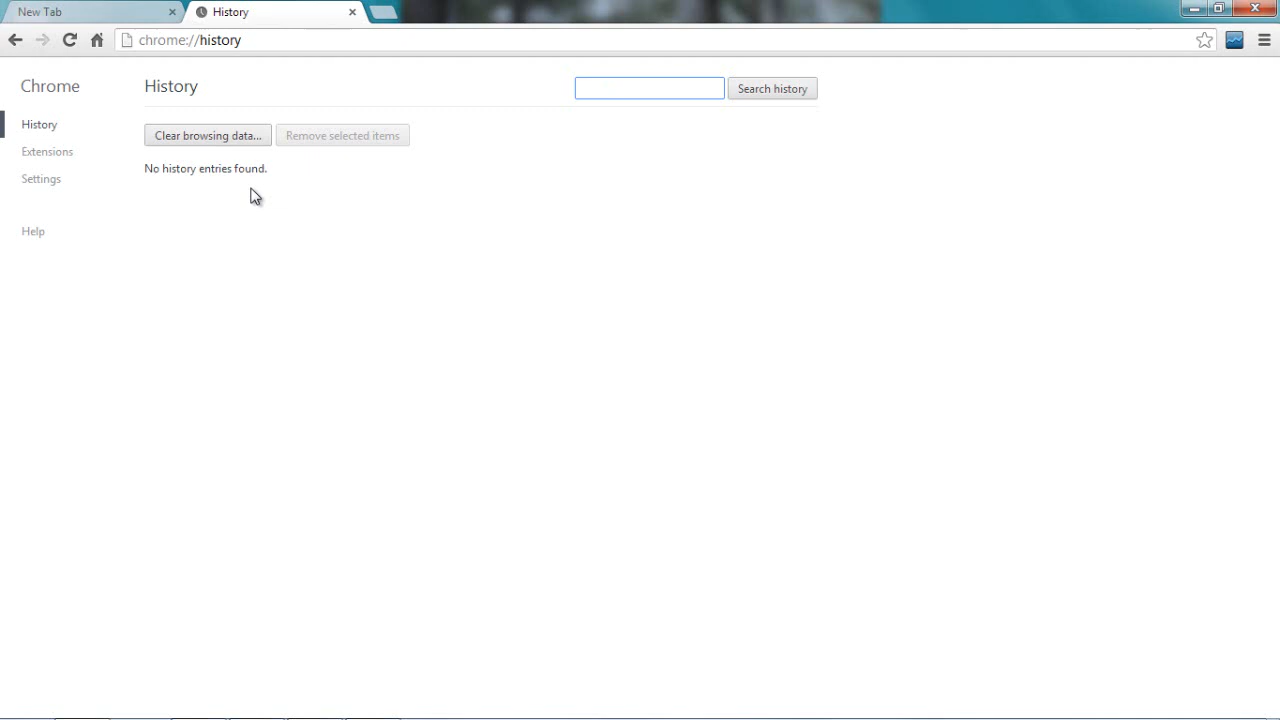 New Tab
History
chrome://history
Chrome
History
Search history
History
Clear browsing data...
Remove selected items
Extensions
No history entries found.
Settings
Help